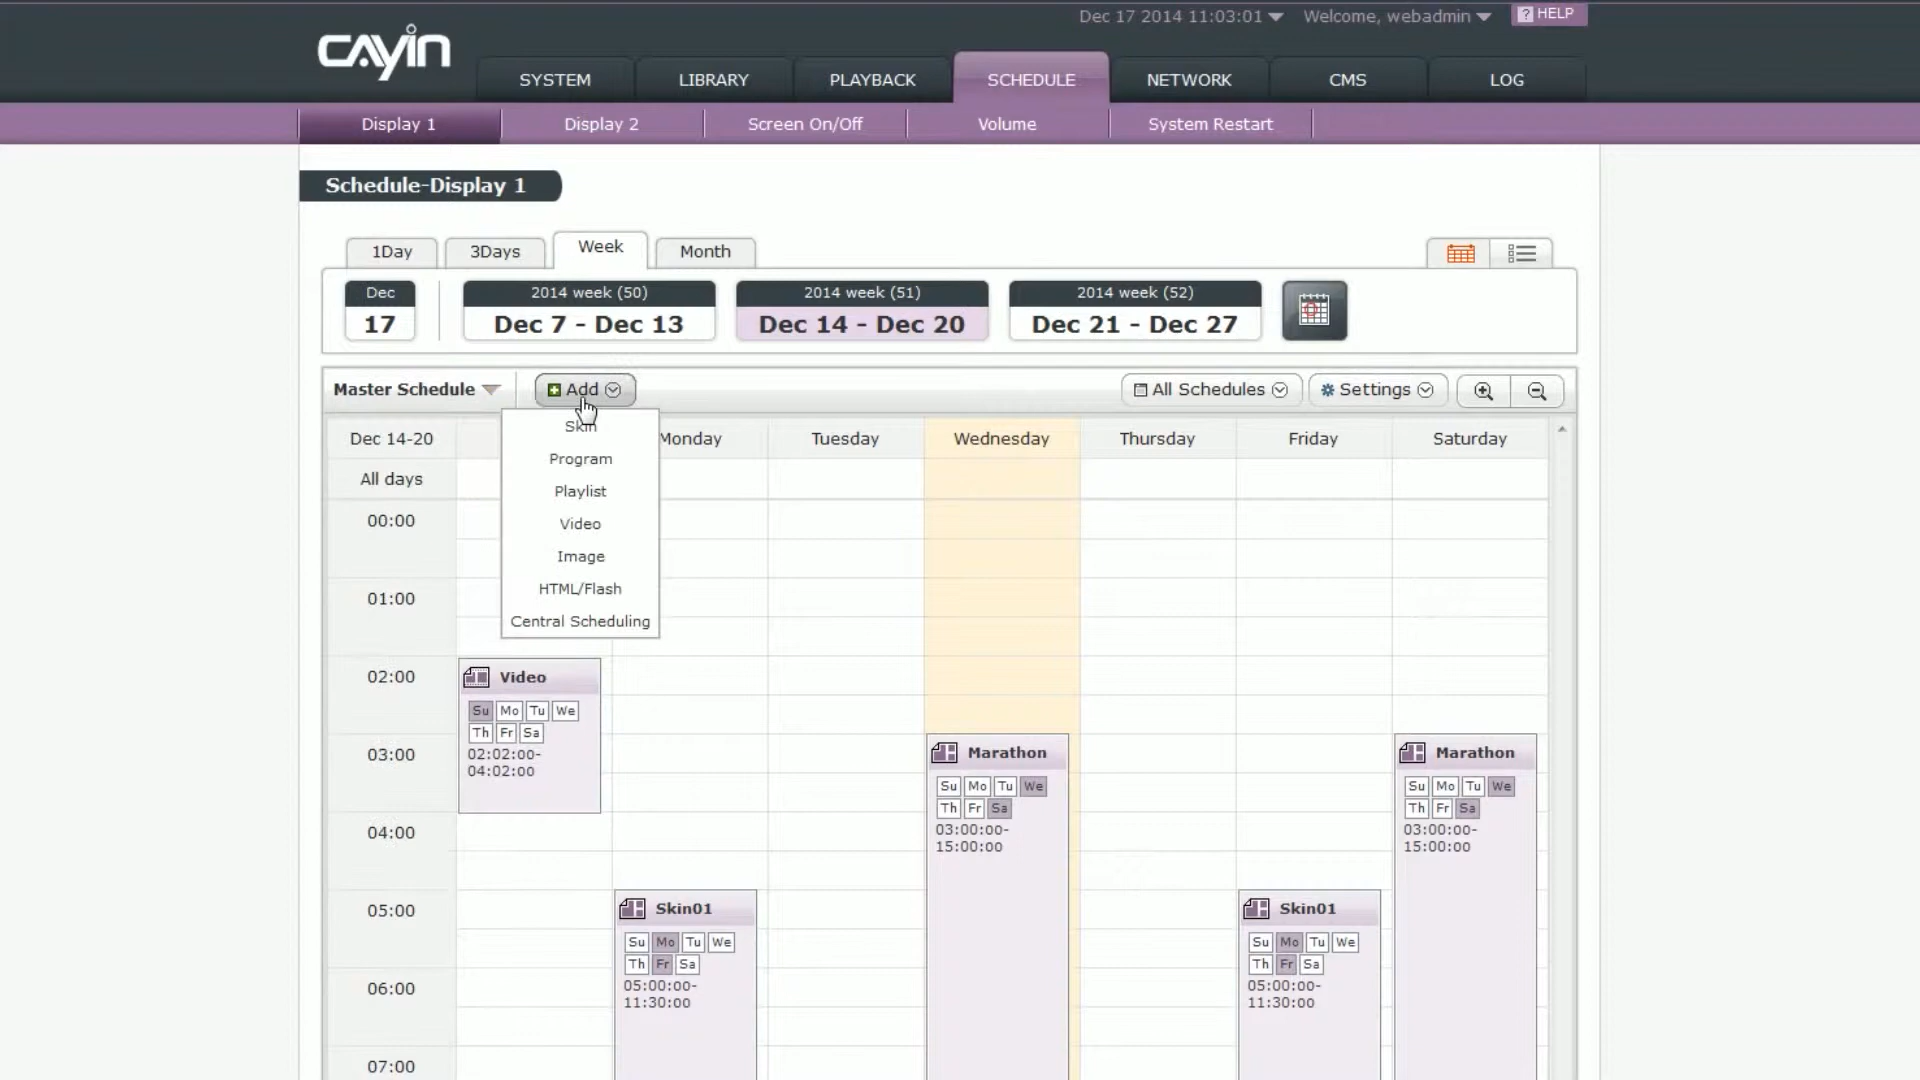 Dec 17 2014 11:03:01 Welcome, webadmin ? HELP
CAYIN
SYSTEM LIBRARY PLAYBACK SCHEDULE NETWORK CMS LOG
Display 1 Display 2 Screen On/Off Volume System Restart
Schedule-Display 1
1Day 3Days Week Month
Dec 2014 week (50) 2014 week (51) 2014 week (52)
17 Dec 7 - Dec 13 Dec 14 - Dec 20 Dec 21 - Dec 27
Master Schedule Add All Schedules Settings
Skin
Program
Playlist
Video
Image
HTML/Flash
Central Scheduling
Dec 14-20 Monday Tuesday Wednesday Thursday Friday Saturday
All days
00:00
01:00
02:00
03:00
04:00
05:00
06:00
07:00
Video
Su Mo Tu We
Th Fr Sa
02:02:00-
04:02:00
Skin01
Su Mo Tu We
Th Fr Sa
05:00:00-
11:30:00
Marathon
Su Mo Tu We
Th Fr Sa
03:00:00-
15:00:00
Skin01
Su Mo Tu We
Th Fr Sa
05:00:00-
11:30:00
Marathon
Su Mo Tu We
Th Fr Sa
03:00:00-
15:00:00